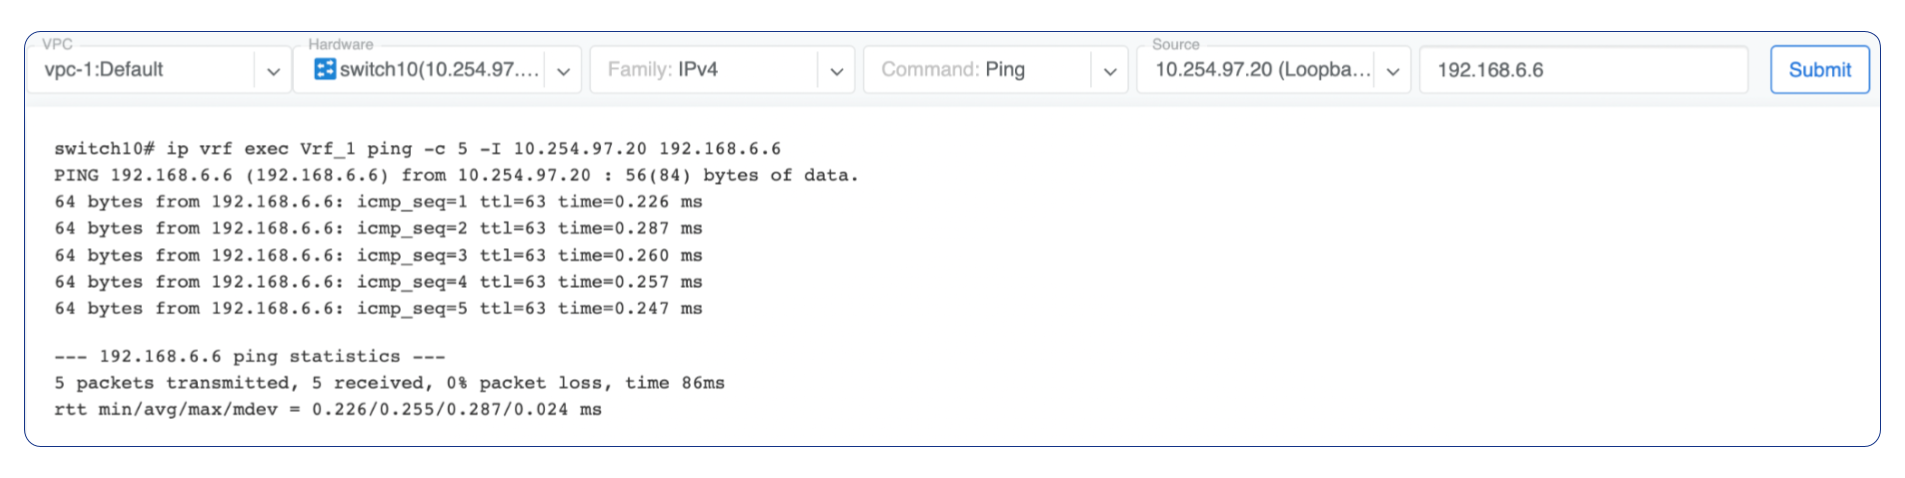 VPC Hardware Source
vpc-1:Default switch10(10.254.97.... Family: IPv4 Command: Ping 10.254.97.20 (Loopba... 192.168.6.6 Submit
switch10# ip vrf exec Vrf_1 ping -c 5 -I 10.254.97.20 192.168.6.6
PING 192.168.6.6 (192.168.6.6) from 10.254.97.20 : 56(84) bytes of data.
64 bytes from 192.168.6.6: icmp_seq=1 ttl=63 time=0.226 ms
64 bytes from 192.168.6.6: icmp_seq=2 ttl=63 time=0.287 ms
64 bytes from 192.168.6.6: icmp_seq=3 ttl=63 time=0.260 ms
64 bytes from 192.168.6.6: icmp_seq=4 ttl=63 time=0.257 ms
64 bytes from 192.168.6.6: icmp_seq=5 ttl=63 time=0.247 ms
--- 192.168.6.6 ping statistics ---
5 packets transmitted, 5 received, 0% packet loss, time 86ms
rtt min/avg/max/mdev = 0.226/0.255/0.287/0.024 ms